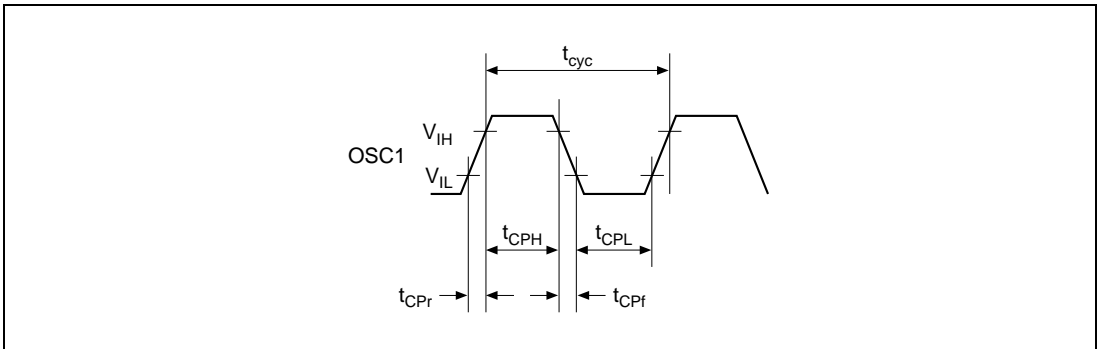 tcyc
VIH
OSC1
VIL
tCPH tCPL
tCPr tCPf